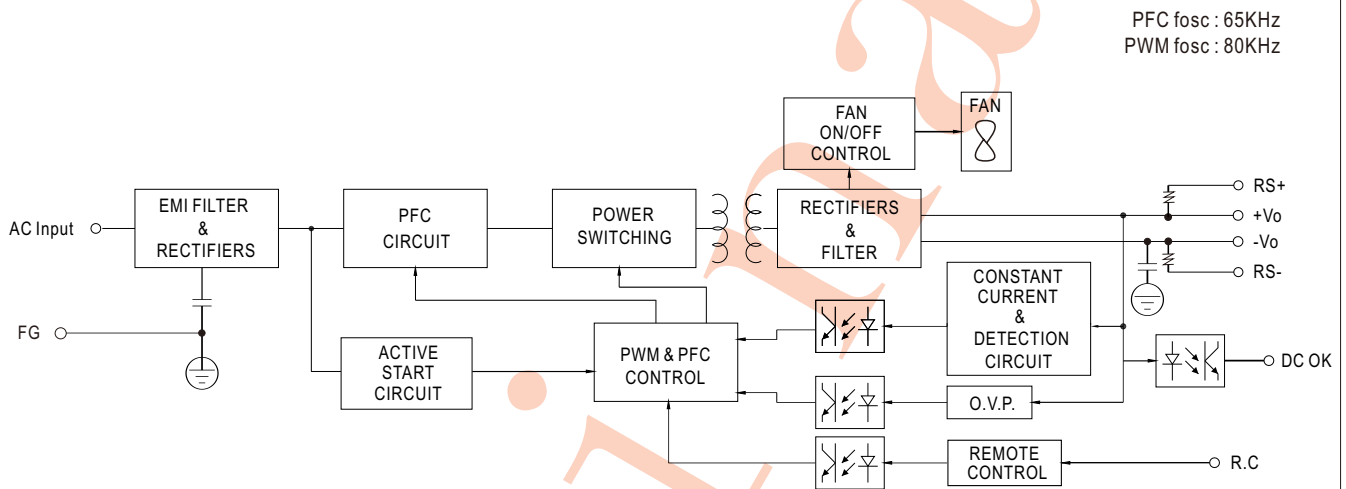 PFC fosc : 65KHz
PWM fosc : 80KHz
FAN
ON/OFF
CONTROL
FAN
AC Input
EMI FILTER
&
RECTIFIERS
PFC
CIRCUIT
POWER
SWITCHING
RECTIFIERS
&
FILTER
RS+
+Vo
-Vo
RS-
FG
ACTIVE
START
CIRCUIT
PWM & PFC
CONTROL
CONSTANT
CURRENT
&
DETECTION
CIRCUIT
DC OK
O.V.P.
REMOTE
CONTROL
R.C